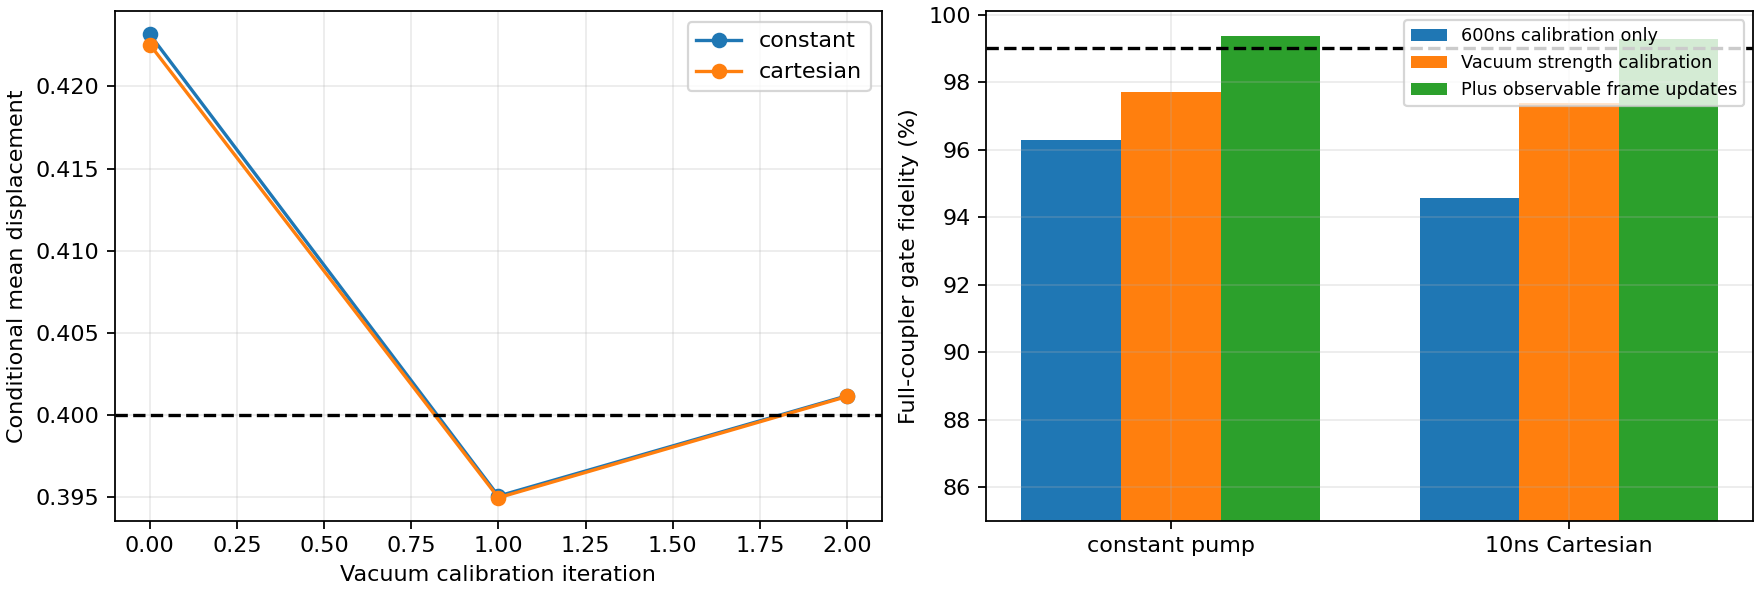 Conditional mean displacement
0.420
0.415
0.410
0.405
0.400
0.395
constant
cartesian
0.00 0.25 0.50 0.75 1.00 1.25 1.50 1.75 2.00
Vacuum calibration iteration
Full-coupler gate fidelity (%)
100
98
96
94
92
90
88
86
600ns calibration only
Vacuum strength calibration
Plus observable frame updates
constant pump 10ns Cartesian